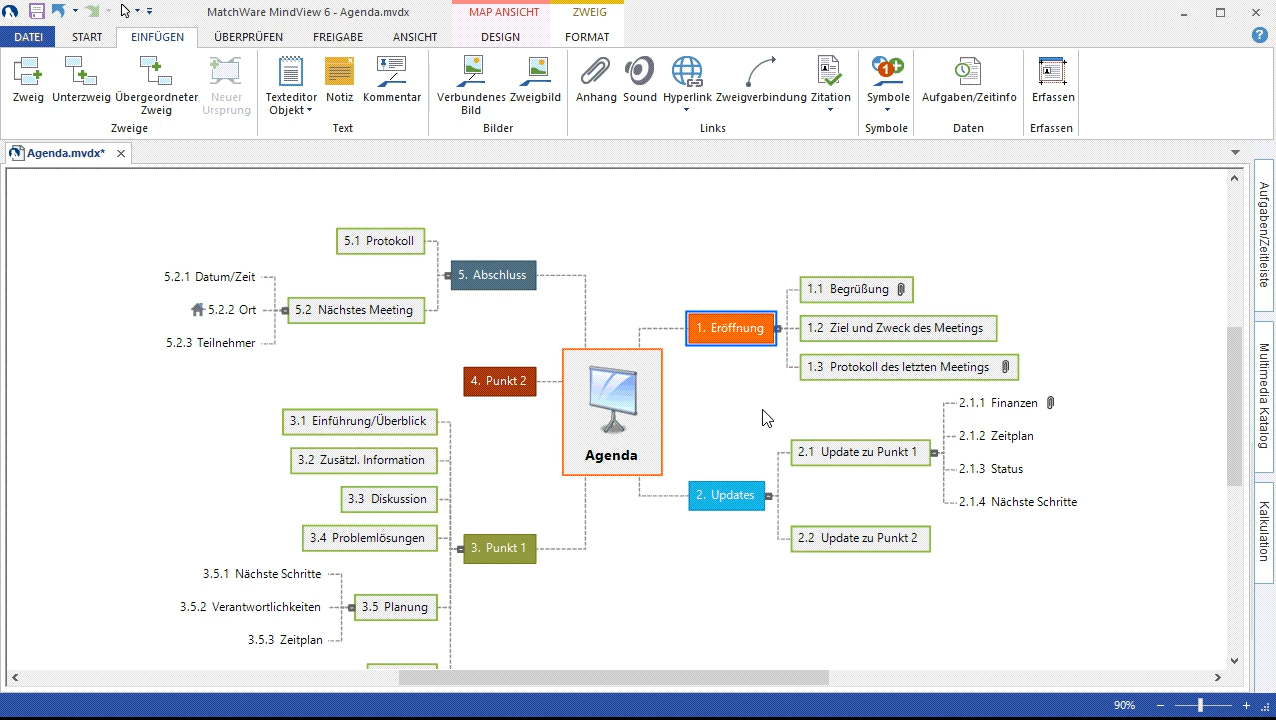 MatchWare MindView 6 - Agenda.mvdx
MAP ANSICHT
ZWEIG
DATEI
START
EINFÜGEN
ÜBERPRÜFEN
FREIGABE
ANSICHT
DESIGN
FORMAT
Zweig
Unterzweig
Übergeordneter
Zweig
Neuer
Ursprung
Texteditor
Objekt
Notiz
Kommentar
Verbundenes
Bild
Zweigbild
Anhang
Sound
Hyperlink
Zweigverbindung
Zitation
Symbole
Aufgaben/Zeitinfo
Erfassen
Zweige
Text
Bilder
Links
Symbole
Daten
Erfassen
Agenda.mvdx*
5.1 Protokoll
5. Abschluss
5.2.1 Datum/Zeit
5.2.2 Ort
5.2 Nächstes Meeting
5.2.3 Teilnehmer
4. Punkt 2
3.1 Einführung/Überblick
3.2 Zusätzl. Information
3.3 Diskussion
3.4 Problemlösungen
3. Punkt 1
3.5.1 Nächste Schritte
3.5.2 Verantwortlichkeiten
3.5 Planung
3.5.3 Zeitplan
Agenda
1. Eröffnung
1.1 Begrüßung
1.2 Ziel und Zweck des Meetings
1.3 Protokoll des letzten Meetings
2.1.1 Finanzen
2.1.2 Zeitplan
2.1 Update zu Punkt 1
2.1.3 Status
2.1.4 Nächste Schritte
2. Updates
2.2 Update zu Punkt 2
Aufgaben/Zeitleiste
Multimedia Katalog
Kalkulation
90%